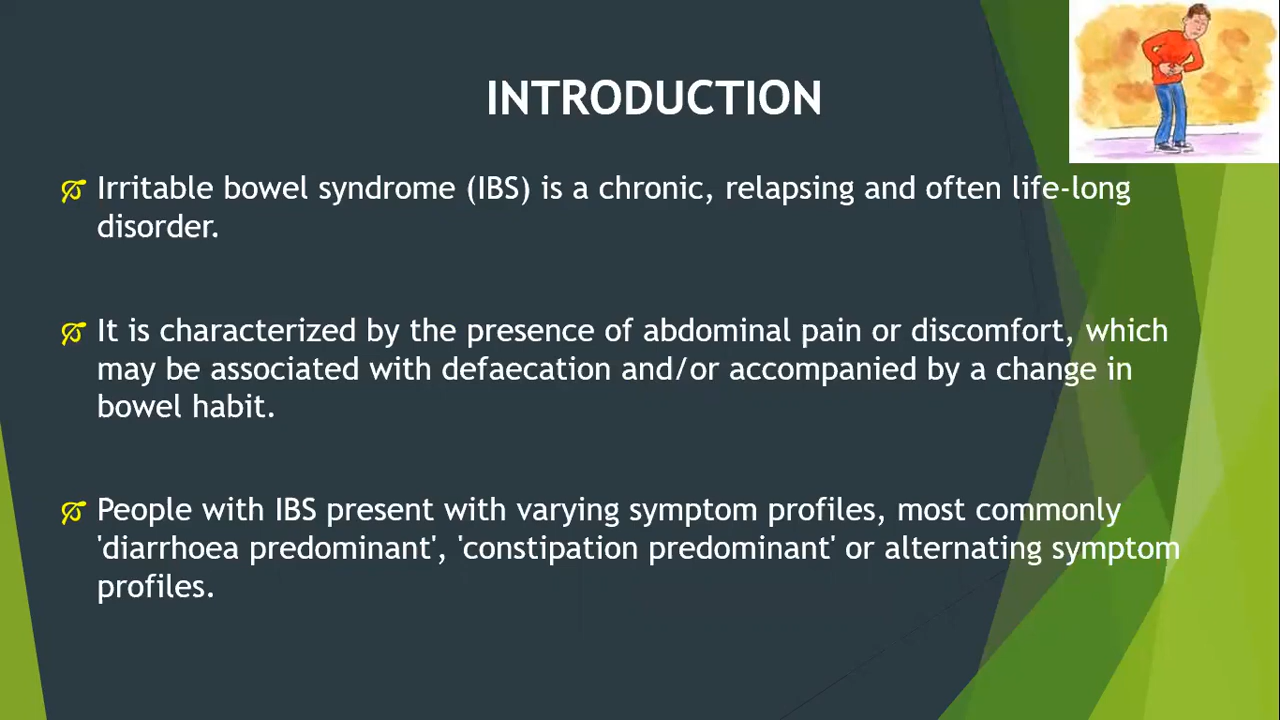 INTRODUCTION
Irritable bowel syndrome (IBS) is a chronic, relapsing and often life-long
disorder.
It is characterized by the presence of abdominal pain or discomfort, which
may be associated with defaecation and/or accompanied by a change in
bowel habit.
People with IBS present with varying symptom profiles, most commonly
'diarrhoea predominant', 'constipation predominant' or alternating symptom
profiles.